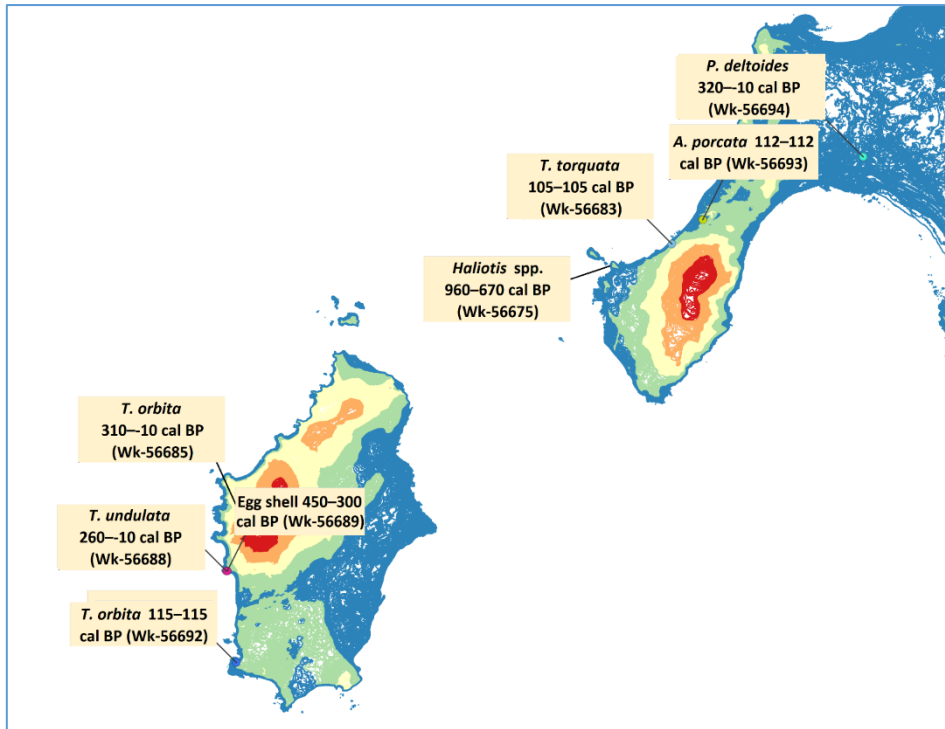 P. deltoides
320–-10 cal BP
(Wk-56694)
A. porcata 112–112
cal BP (Wk-56693)
T. torquata
105–105 cal BP
(Wk-56683)
Haliotis spp.
960–670 cal BP
(Wk-56675)
T. orbita
310–-10 cal BP
(Wk-56685)
Egg shell 450–300
cal BP (Wk-56689)
T. undulata
260–-10 cal BP
(Wk-56688)
T. orbita 115–115
cal BP (Wk-56692)